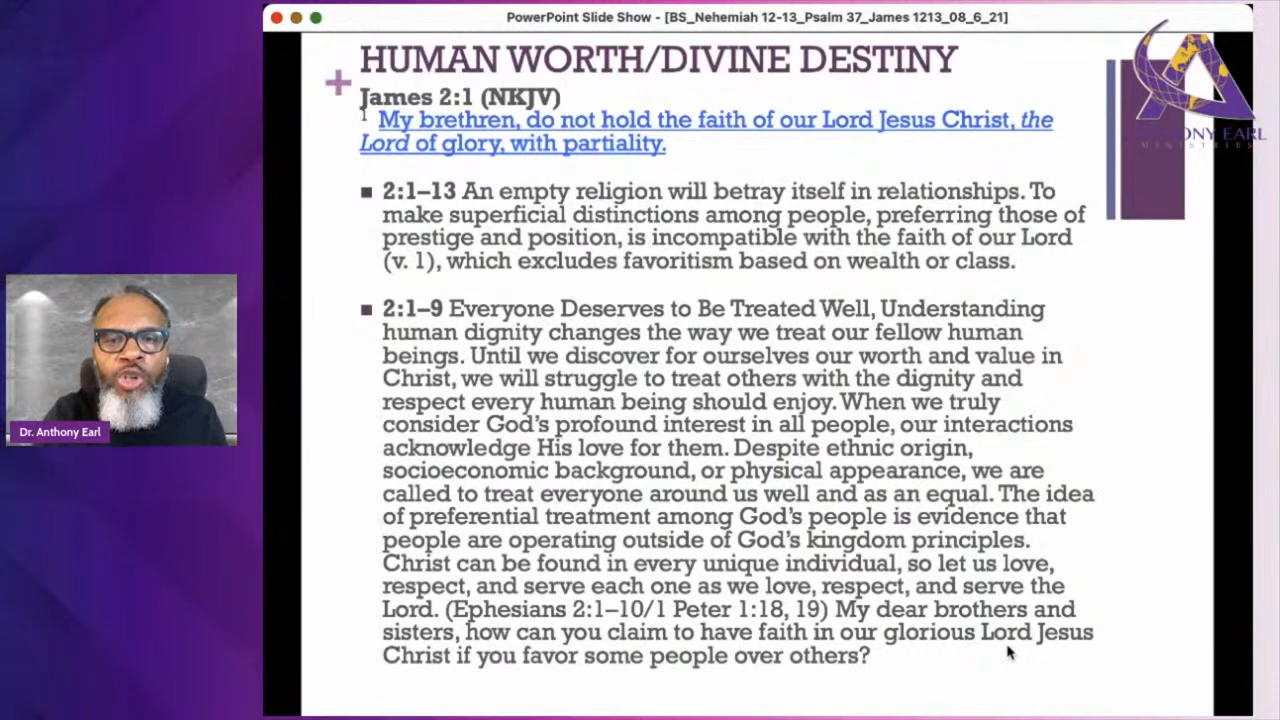 PowerPoint Slide Show - [BS_Nehemiah 12-13_Psalm 37_James 1213_08_6_21]
HUMAN WORTH/DIVINE DESTINY
+
James 2:1 (NKJV)
1 My brethren, do not hold the faith of our Lord Jesus Christ, the
Lord of glory, with partiality.
■ 2:1–13 An empty religion will betray itself in relationships. To
make superficial distinctions among people, preferring those of
prestige and position, is incompatible with the faith of our Lord
(v. 1), which excludes favoritism based on wealth or class.
■ 2:1–9 Everyone Deserves to Be Treated Well, Understanding
human dignity changes the way we treat our fellow human
beings. Until we discover for ourselves our worth and value in
Christ, we will struggle to treat others with the dignity and
respect every human being should enjoy. When we truly
consider God's profound interest in all people, our interactions
acknowledge His love for them. Despite ethnic origin,
socioeconomic background, or physical appearance, we are
called to treat everyone around us well and as an equal. The idea
of preferential treatment among God's people is evidence that
people are operating outside of God's kingdom principles.
Christ can be found in every unique individual, so let us love,
respect, and serve each one as we love, respect, and serve the
Lord. (Ephesians 2:1–10/1 Peter 1:18, 19) My dear brothers and
sisters, how can you claim to have faith in our glorious Lord Jesus
Christ if you favor some people over others?
Dr. Anthony Earl
ONY EARL
MINISTRIES